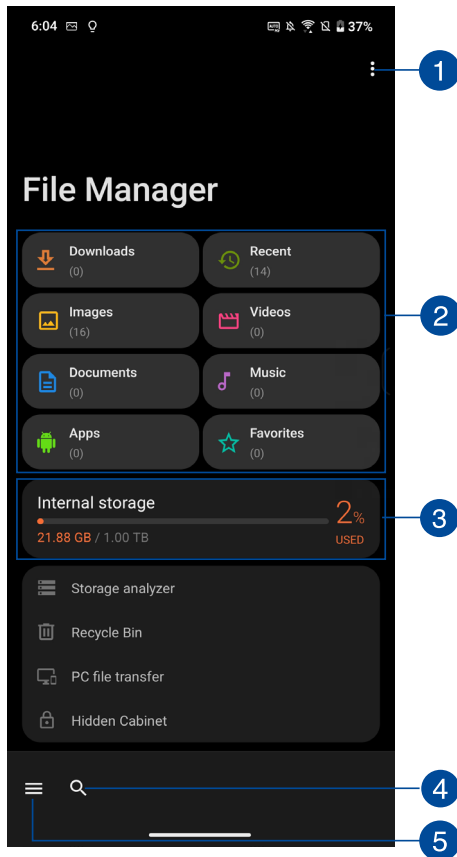 6:04 37%
1
File Manager
Downloads
(0)
Recent
(14)
Images
(16)
Videos
(0)
2
Documents
(0)
Music
(0)
Apps
(0)
Favorites
(0)
Internal storage
2%
21.88 GB / 1.00 TB
USED
3
Storage analyzer
Recycle Bin
PC file transfer
Hidden Cabinet
4
5